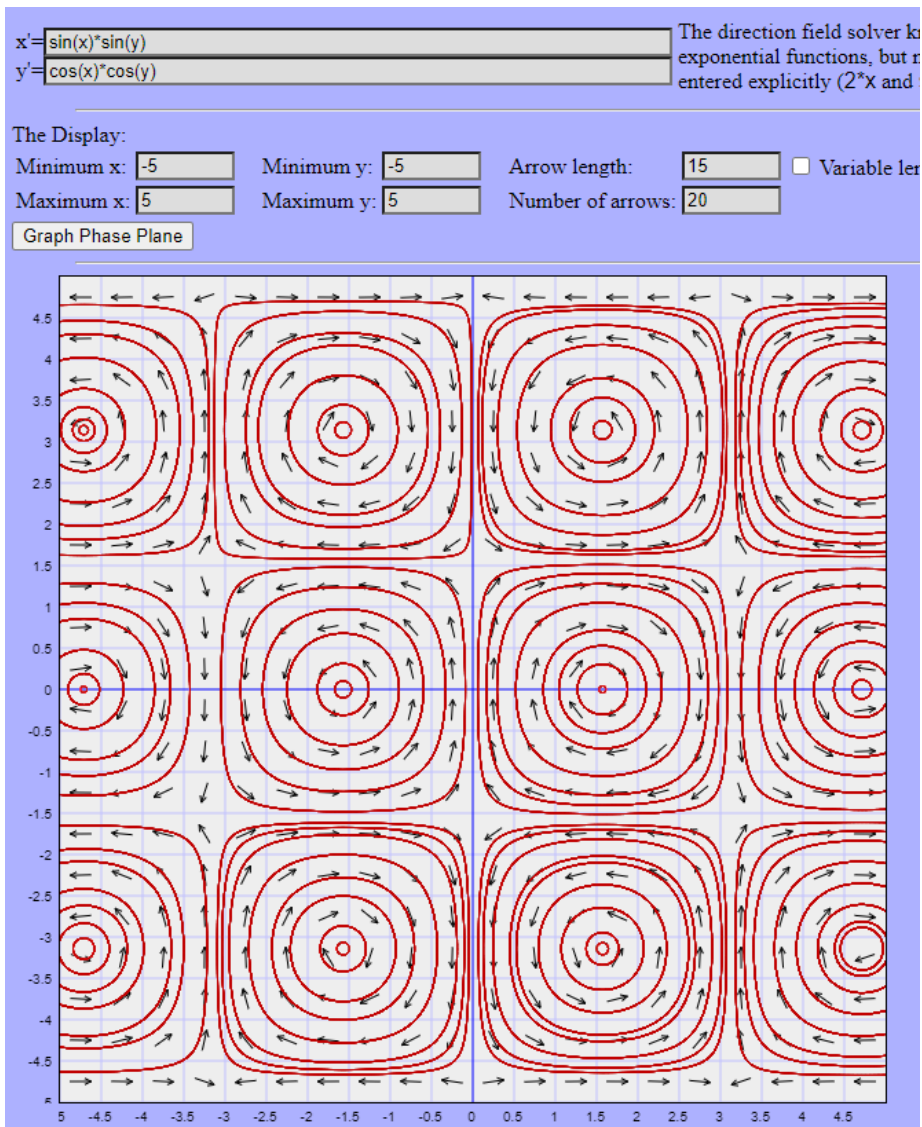 x'= sin(x)*sin(y)
y'= cos(x)*cos(y)
The direction field solver k
exponential functions, but
entered explicitly (2*x and
The Display:
Minimum x: -5 Minimum y: -5 Arrow length: 15 Variable
Maximum x: 5 Maximum y: 5 Number of arrows: 20
Graph Phase Plane
4.5
4
3.5
3
2.5
2
1.5
1
0.5
0
-0.5
-1
-1.5
-2
-2.5
-3
-3.5
-4
-4.5
5 -4.5 -4 -3.5 -3 -2.5 -2 -1.5 -1 -0.5 0 0.5 1 1.5 2 2.5 3 3.5 4 4.5